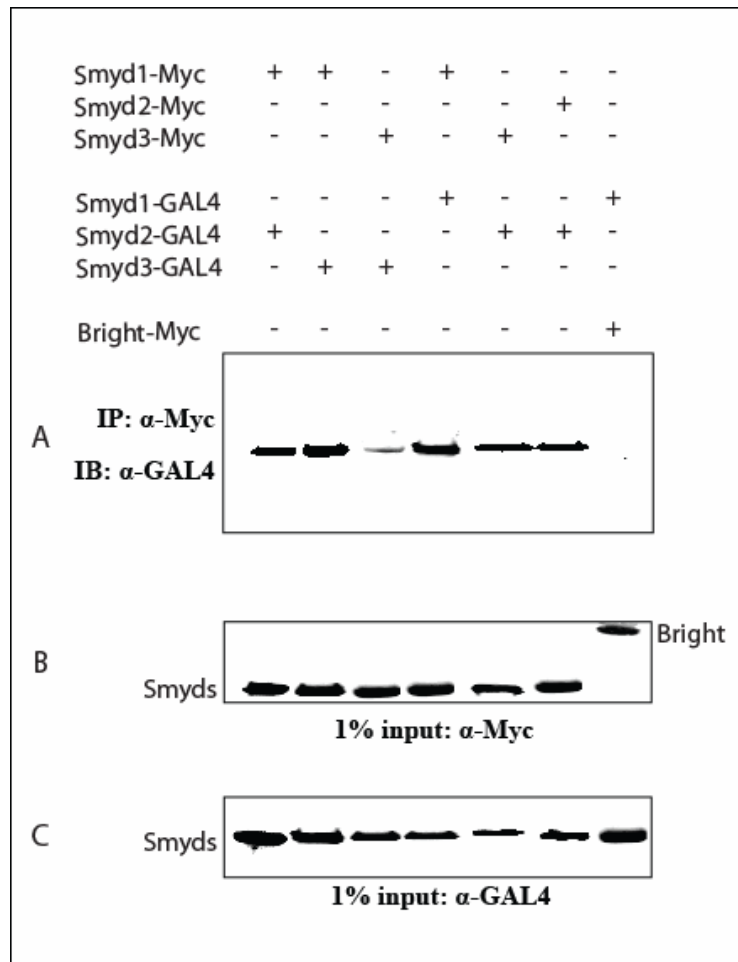 Smyd1-Myc + + - + - - -
Smyd2-Myc - - - - - + -
Smyd3-Myc - - + - + - -
Smyd1-GAL4 - - - + - - +
Smyd2-GAL4 + - - - + + -
Smyd3-GAL4 - + + - - - -
Bright-Myc - - - - - - +
A
IP: α-Myc
IB: α-GAL4
B
Bright
Smyds
1% input: α-Myc
C
Smyds
1% input: α-GAL4